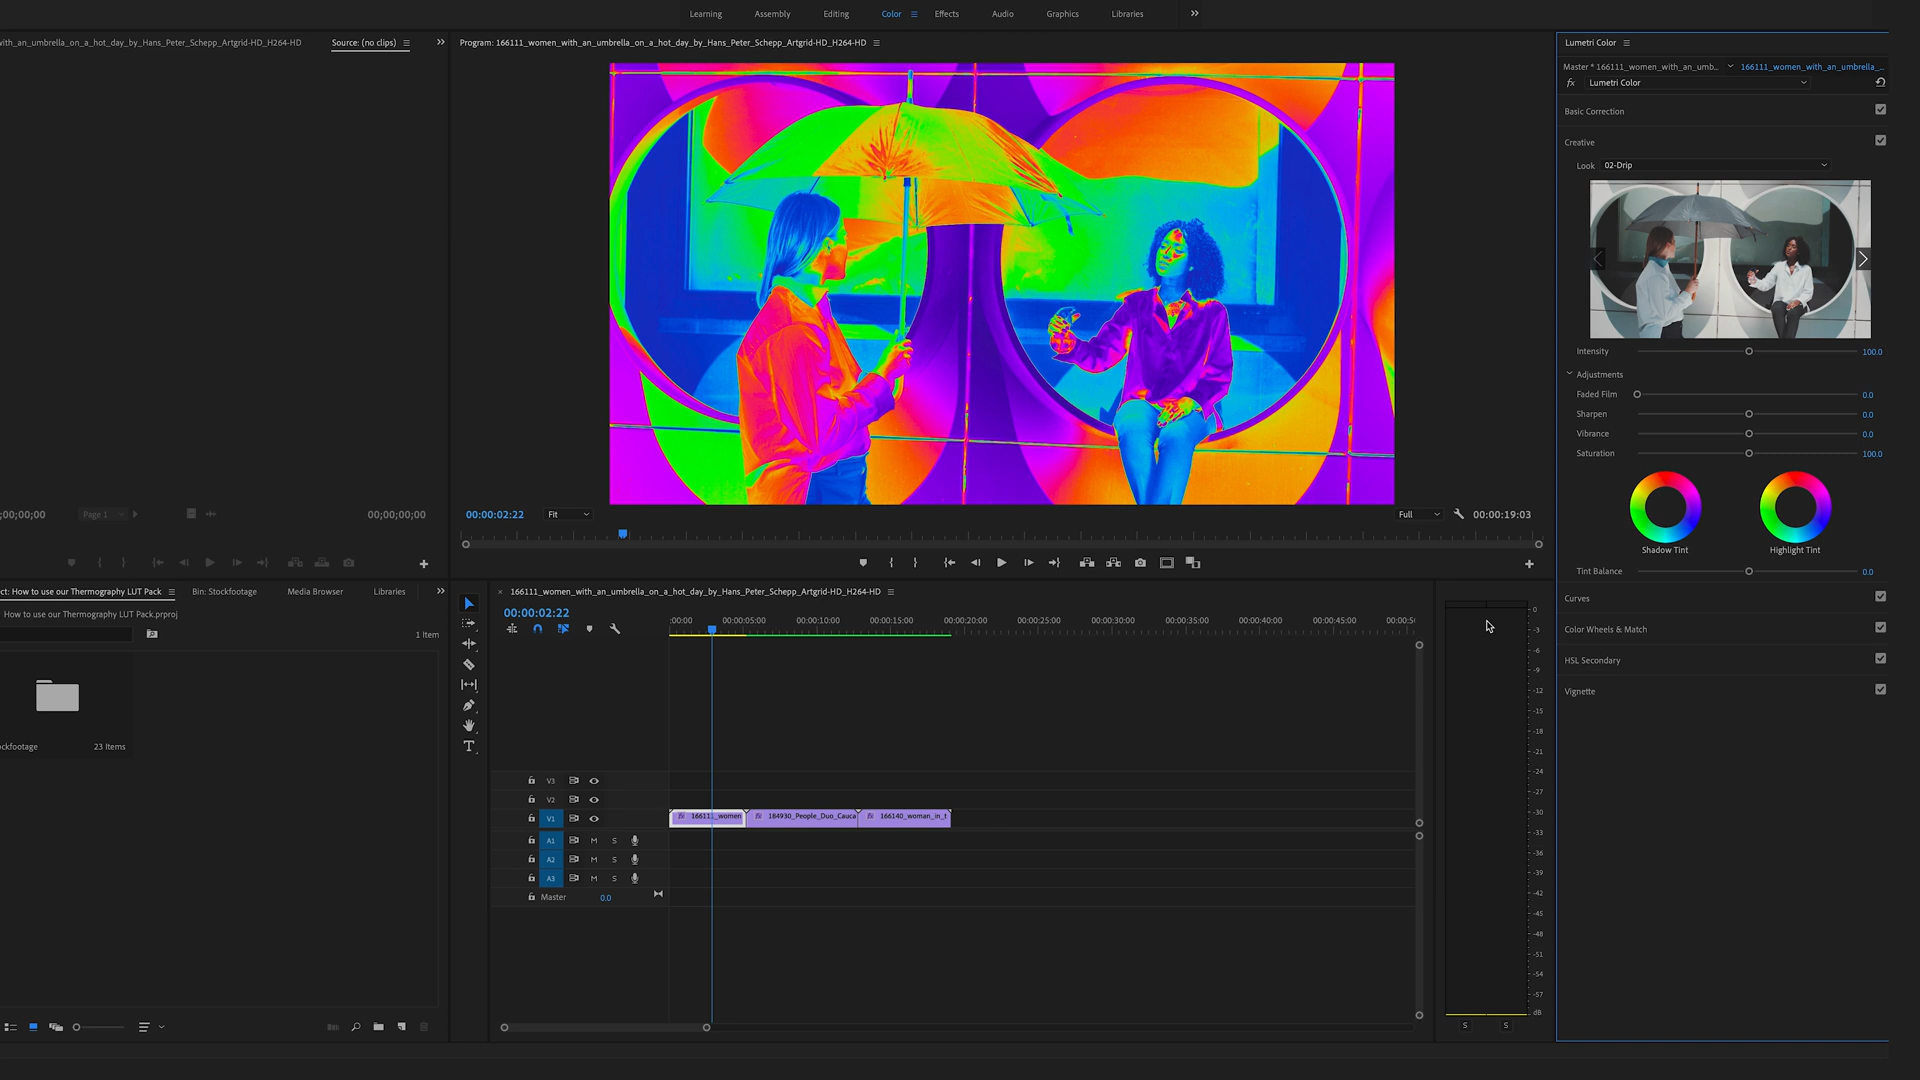 Learning Assembly Editing Color Effects Audio Graphics Libraries
with_an_umbrella_on_a_hot_day_by_Hans_Peter_Schepp_Artgrid-HD_H264-HD Source: (no clips)
Program: 166111_women_with_an_umbrella_on_a_hot_day_by_Hans_Peter_Schepp_Artgrid-HD_H264-HD
Lumetri Color
Master * 166111_women_with_an_umb... 166111_women_with_an_umbrella_...
fx Lumetri Color
Basic Correction
Creative
Look 02-Drip
Intensity 100.0
Adjustments
Faded Film 0.0
Sharpen 0.0
Vibrance 0.0
Saturation 100.0
Shadow Tint Highlight Tint
Tint Balance 0.0
Curves
Color Wheels & Match
HSL Secondary
Vignette
;00;00;00 Page 1 00;00;00;00
00:00:02:22 Fit Full 00:00:19:03
ct: How to use our Thermography LUT Pack Bin: Stockfootage Media Browser Libraries
How to use our Thermography LUT Pack.prproj
1 Item
ockfootage 23 Items
166111_women_with_an_umbrella_on_a_hot_day_by_Hans_Peter_Schepp_Artgrid-HD_H264-HD
00:00:02:22
:00:00 00:00:05:00 00:00:10:00 00:00:15:00 00:00:20:00 00:00:25:00 00:00:30:00 00:00:35:00 00:00:40:00 00:00:45:00 00:00:5
V3
V2
V1 fx 166111_women fx 184930_People_Duo_Cauca fx 166140_woman_in_t
A1 M S
A2 M S
A3 M S
Master 0.0
0
-3
-6
-9
-12
-15
-18
-21
-24
-27
-30
-33
-36
-39
-42
-45
-48
-51
-54
-57
dB
S S